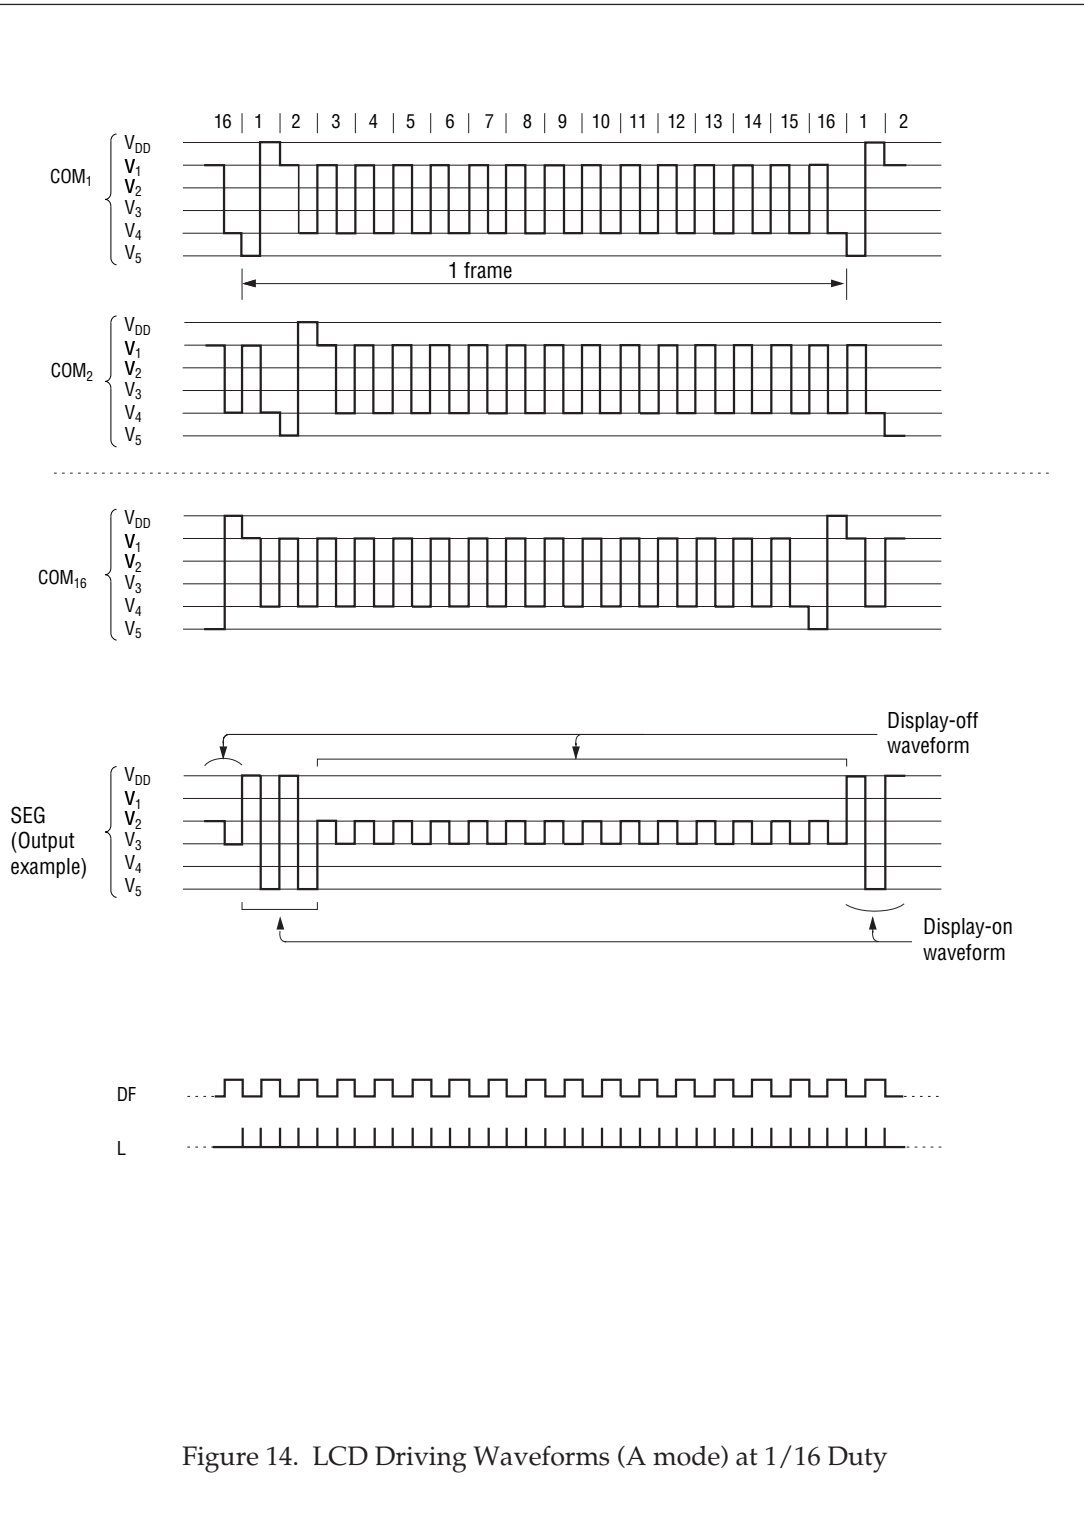 16 | 1 | 2 | 3 | 4 | 5 | 6 | 7 | 8 | 9 | 10 | 11 | 12 | 13 | 14 | 15 | 16 | 1 | 2
COM1
VDD
V1
V2
V3
V4
V5
1 frame
COM2
VDD
V1
V2
V3
V4
V5
COM16
VDD
V1
V2
V3
V4
V5
Display-off
waveform
SEG
(Output
example)
VDD
V1
V2
V3
V4
V5
Display-on
waveform
DF
L
Figure 14. LCD Driving Waveforms (A mode) at 1/16 Duty